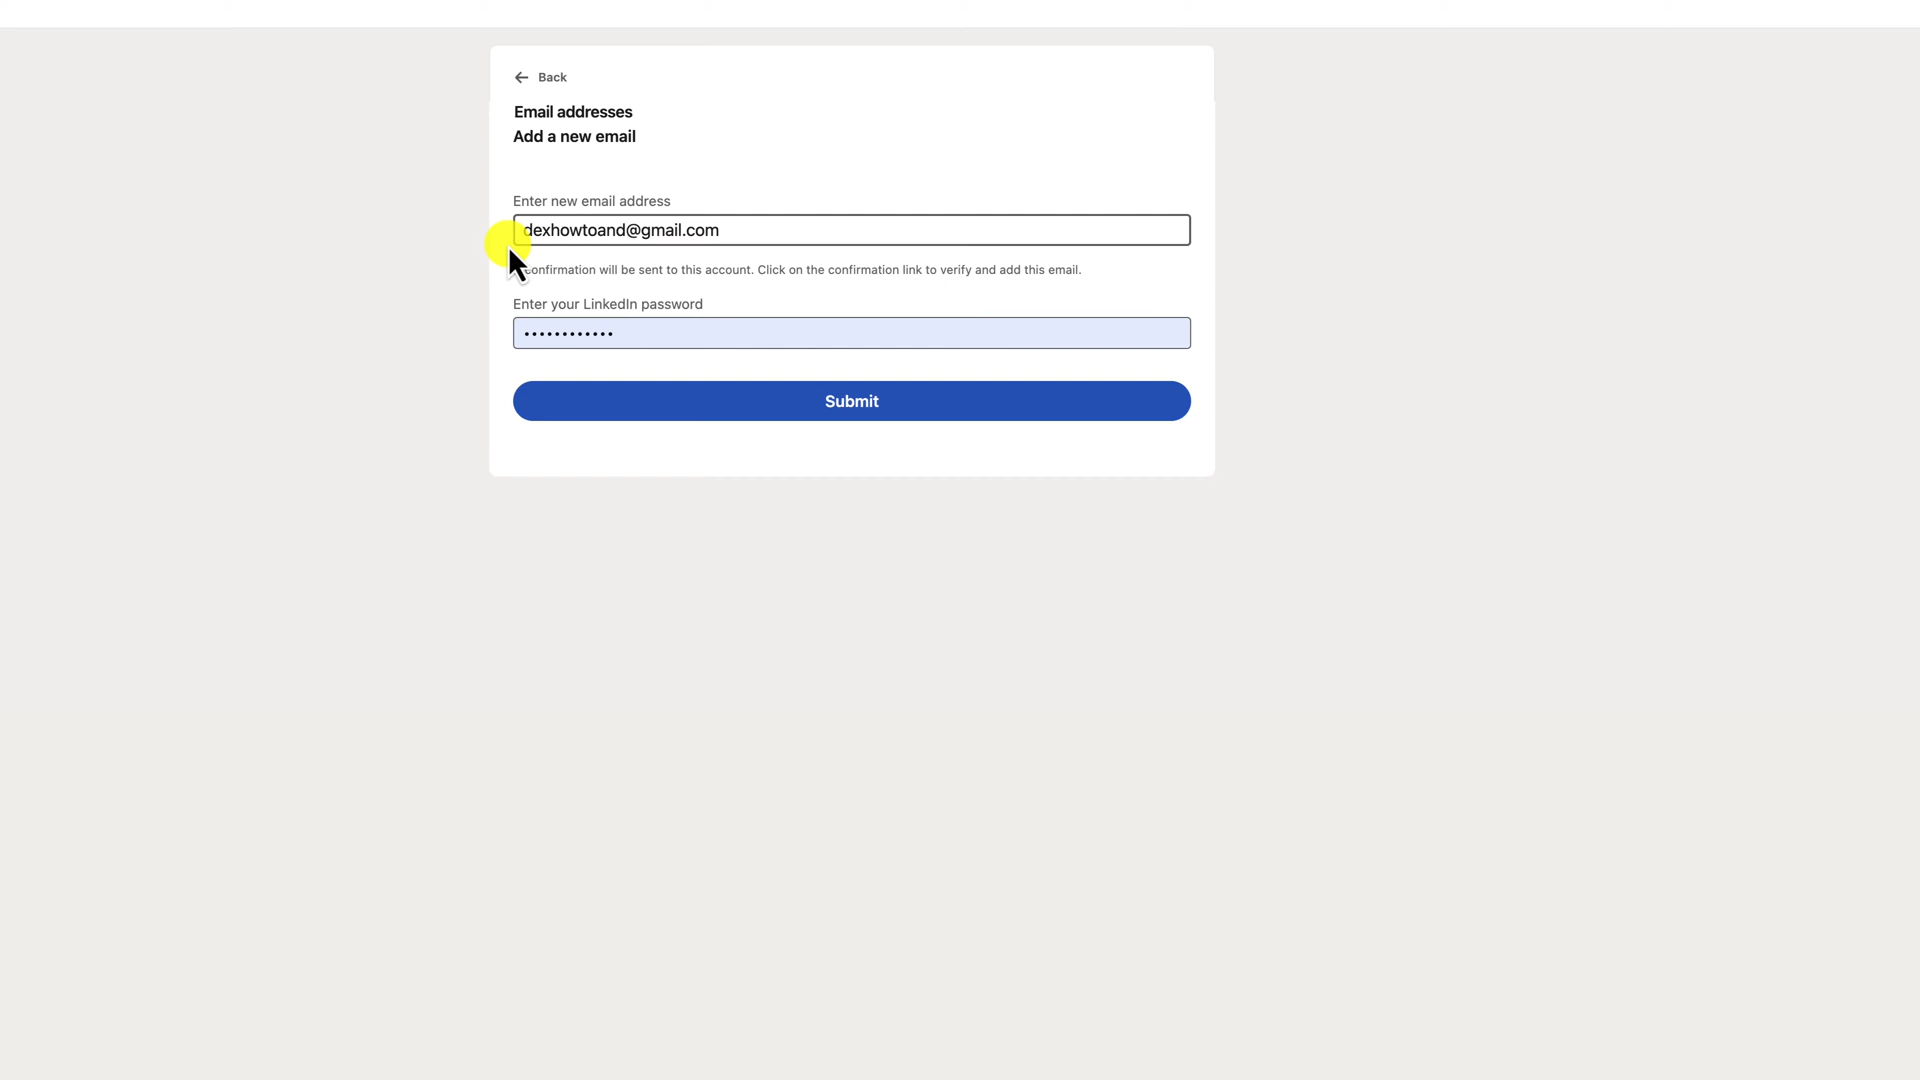 Back
Email addresses
Add a new email
Enter new email address
dexhowtoand@gmail.com
confirmation will be sent to this account. Click on the confirmation link to verify and add this email.
Enter your LinkedIn password
••••••••••••
Submit